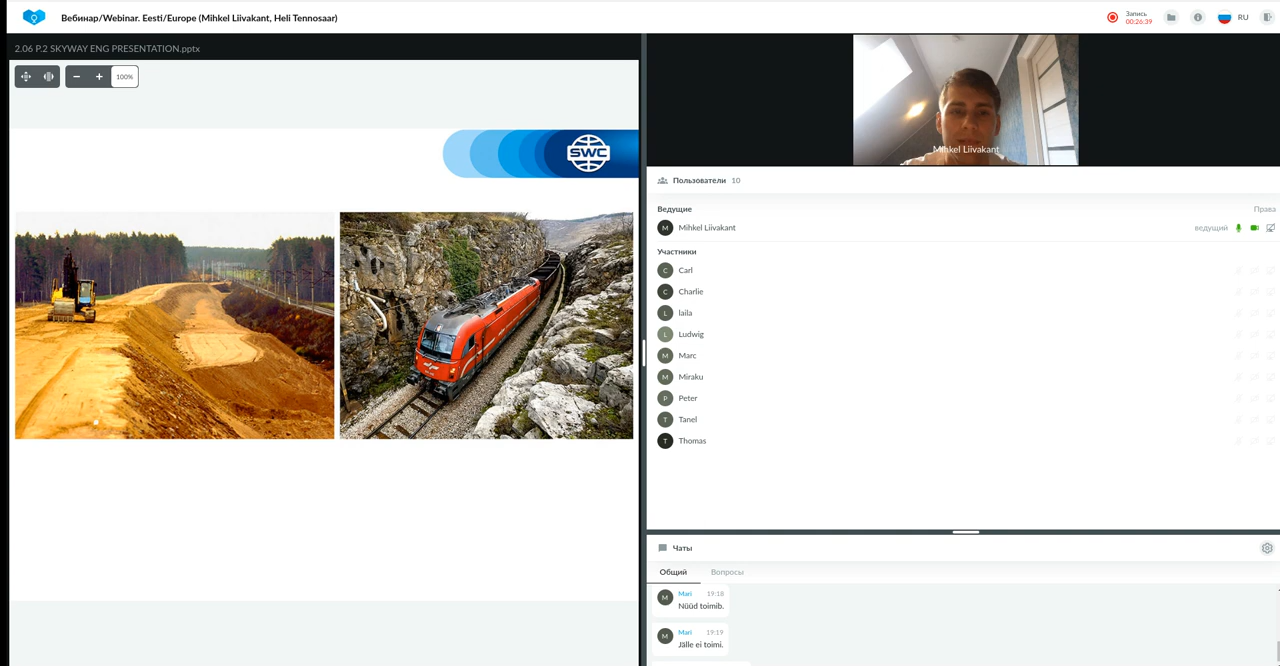 Вебинар/Webinar. Eesti/Europe (Mihkel Liivakant, Heli Tennosaar)
Запись
00:26:39
RU
2.06 P.2 SKYWAY ENG PRESENTATION.pptx
100%
SWC
Mihkel Liivakant
Пользователи 10
Ведущие Права
M Mihkel Liivakant ведущий
Участники
C Carl
C Charlie
L laila
L Ludwig
M Marc
M Miraku
P Peter
T Tanel
T Thomas
Чаты
Общий Вопросы
M Mari 19:18
Nüüd toimib.
M Mari 19:19
Jälle ei toimi.